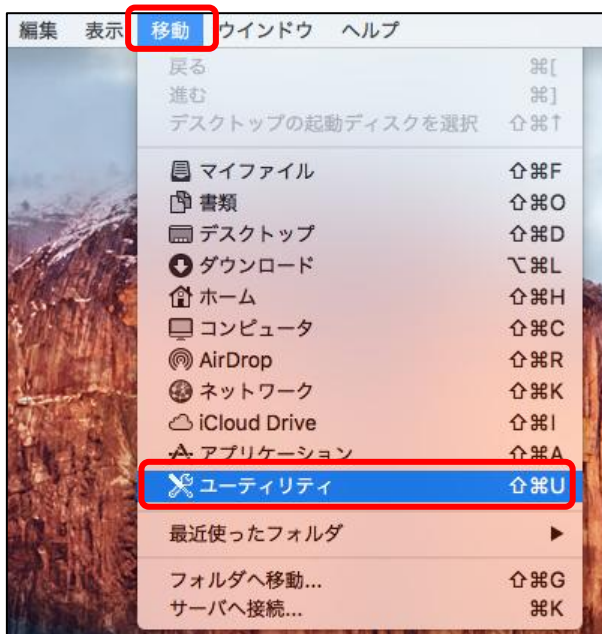 編集 表示 移動 ウインドウ ヘルプ
戻る ⌘[
進む ⌘]
デスクトップの起動ディスクを選択 ⇧⌘↑
マイファイル ⇧⌘F
書類 ⇧⌘O
デスクトップ ⇧⌘D
ダウンロード ⌥⌘L
ホーム ⇧⌘H
コンピュータ ⇧⌘C
AirDrop ⇧⌘R
ネットワーク ⇧⌘K
iCloud Drive ⇧⌘I
アプリケーション ⇧⌘A
ユーティリティ ⇧⌘U
最近使ったフォルダ ▶
フォルダへ移動... ⇧⌘G
サーバへ接続... ⌘K